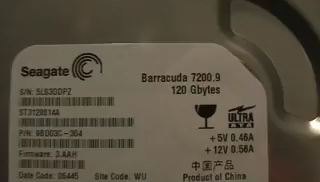 Seagate
Barracuda 7200.9
120 Gbytes
S/N: 5LS3DDPZ
ST3120814A
P/N: 9BD03C-304
Firmware: 3.AAH
Date Code: 06445 Site Code: WU
ULTRA
ATA
+5V 0.46A
+12V 0.56A
中国产品
Product of China